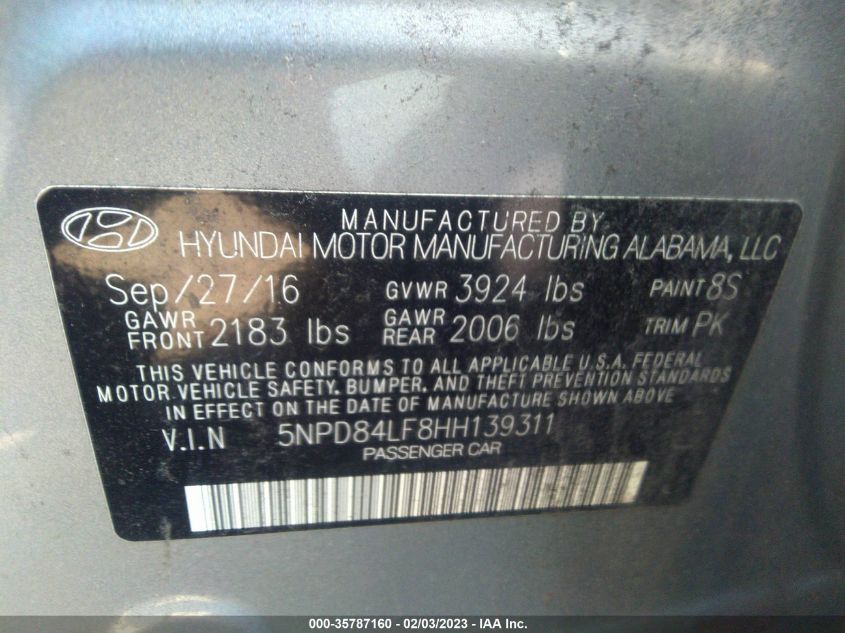 MANUFACTURED BY
HYUNDAI MOTOR MANUFACTURING ALABAMA, LLC
Sep/27/16 GVWR 3924 lbs PAINT 8S
GAWR FRONT 2183 lbs GAWR REAR 2006 lbs TRIM PK
THIS VEHICLE CONFORMS TO ALL APPLICABLE U.S.A. FEDERAL
MOTOR VEHICLE SAFETY, BUMPER, AND THEFT PREVENTION STANDARDS
IN EFFECT ON THE DATE OF MANUFACTURE SHOWN ABOVE.
V.I.N 5NPD84LF8HH139311
PASSENGER CAR
000-35787160 - 02/03/2023 - IAA Inc.